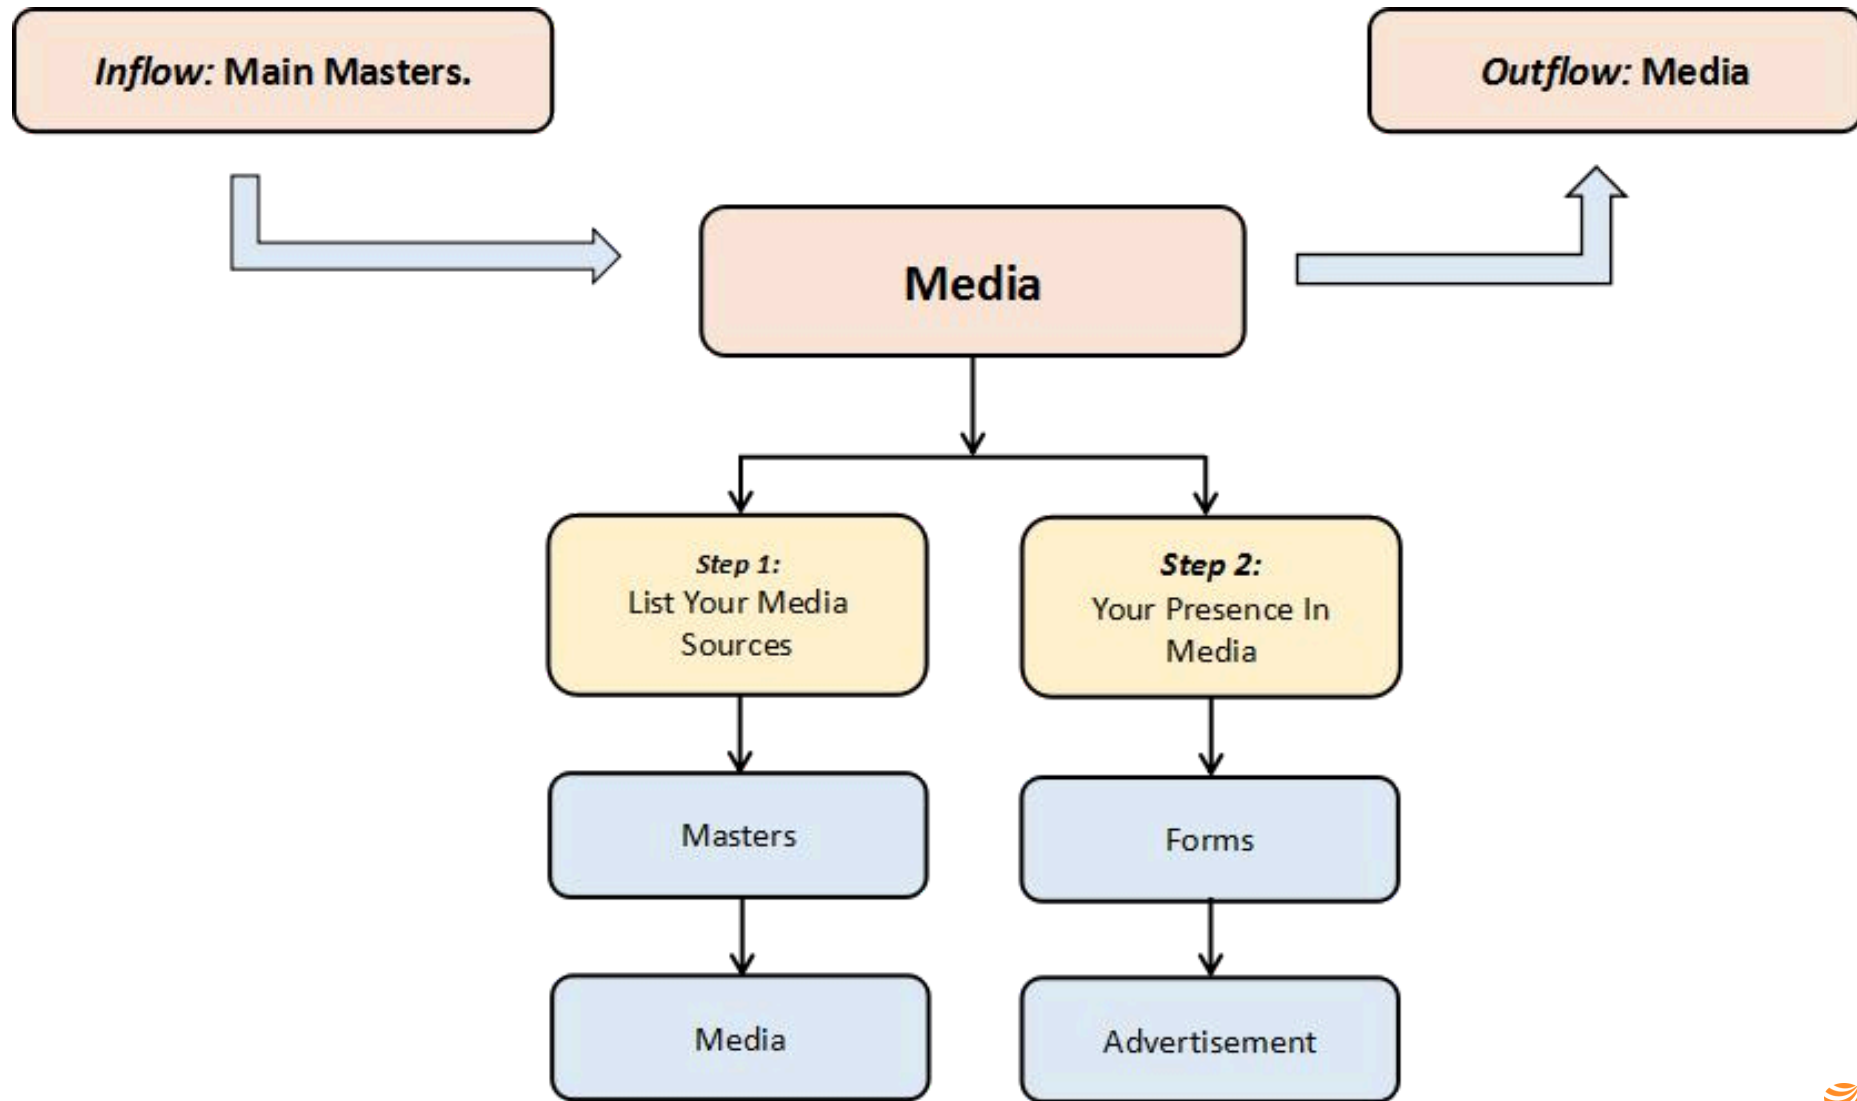 Inflow: Main Masters.
Outflow: Media
Media
Step 1:
List Your Media
Sources
Step 2:
Your Presence In
Media
Masters
Forms
Media
Advertisement